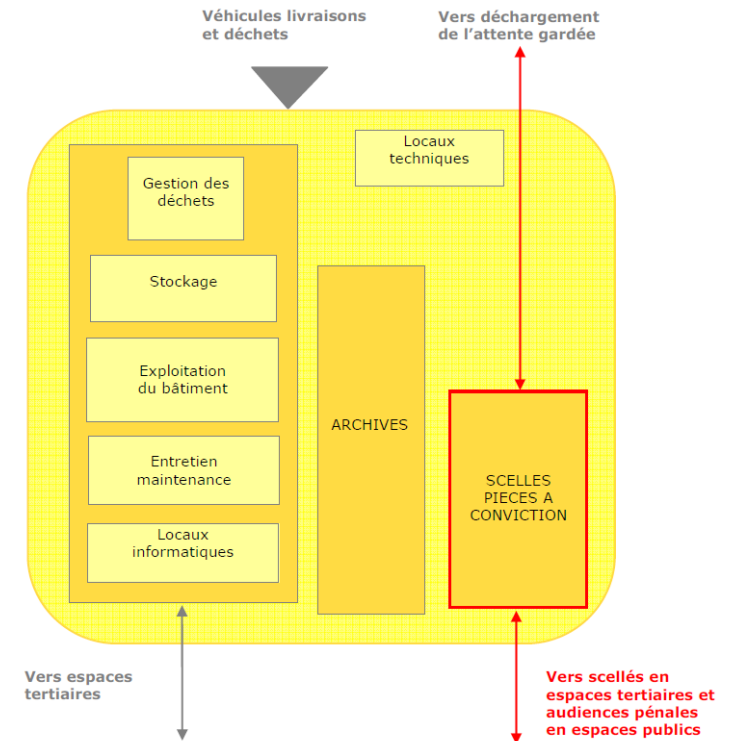 Véhicules livraisons
et déchets
Vers déchargement
de l'attente gardée
Locaux
techniques
Gestion des
déchets
Stockage
Exploitation
du bâtiment
Entretien
maintenance
Locaux
informatiques
ARCHIVES
SCELLES
PIECES A
CONVICTION
Vers espaces
tertiaires
Vers scellés en
espaces tertiaires et
audiences pénales
en espaces publics